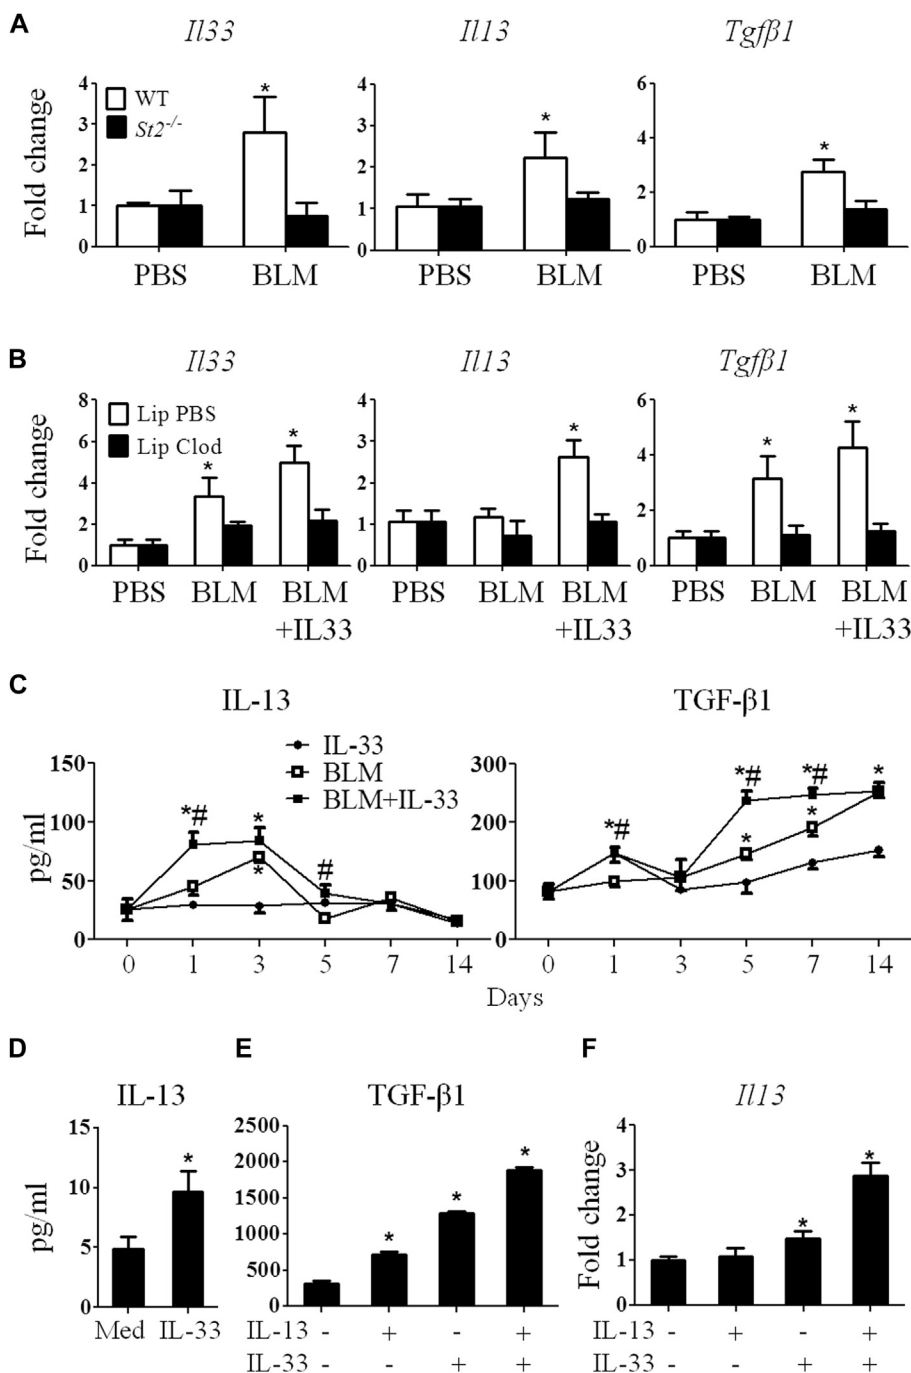 A
Il33 Il13 Tgfβ1
Fold change
4 3 2 1 0
WT
St2-/-
*
PBS BLM
4 3 2 1 0
*
PBS BLM
6 4 2 0
*
PBS BLM
B
Il33 Il13 Tgfβ1
Fold change
8 6 4 2 0
Lip PBS
Lip Clod
* *
PBS BLM BLM
+IL33
4 3 2 1 0
*
PBS BLM BLM
+IL33
6 4 2 0
* *
PBS BLM BLM
+IL33
C
IL-13 TGF-β1
pg/ml
IL-33
BLM
BLM+IL-33
150 100 50 0
*# * * #
0 1 3 5 7 14
300 200 100 0
*# *# *# * * *
0 1 3 5 7 14
Days
D
IL-13
pg/ml
15 10 5 0
*
Med IL-33
E
TGF-β1
2500 2000 1500 1000 500 0
* * *
IL-13 - + - +
IL-33 - - + +
F
Il13
Fold change
4 3 2 1 0
* *
IL-13 - + - +
IL-33 - - + +